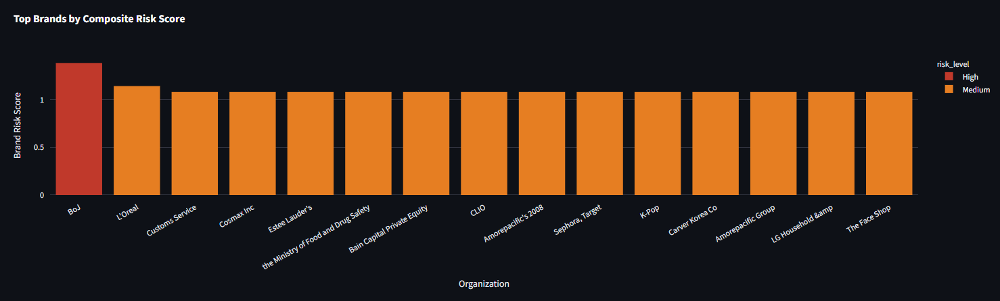 Top Brands by Composite Risk Score
risk_level
High
Medium
Brand Risk Score
1
0.5
0
BoJ
L'Oreal
Customs Service
Cosmax Inc
Estee Lauder's
the Ministry of Food and Drug Safety
Bain Capital Private Equity
CLIO
Amorepacific's 2008
Sephora, Target
K-Pop
Carver Korea Co
Amorepacific Group
LG Household &amp
The Face Shop
Organization